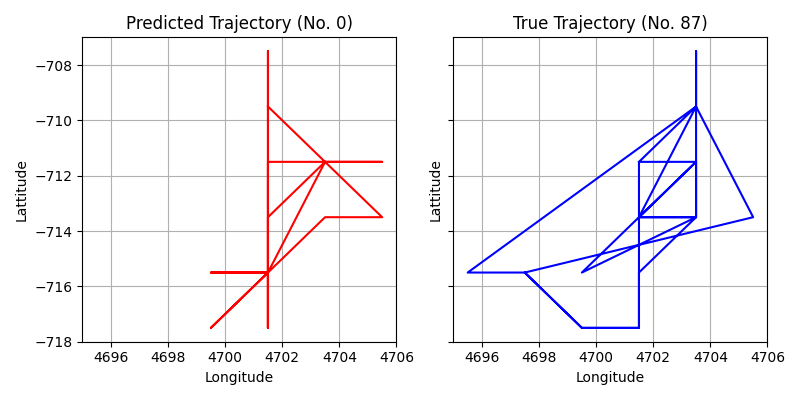 Predicted Trajectory (No. 0)
True Trajectory (No. 87)
−708
−710
−712
−714
−716
−718
Lattitude
Lattitude
4696 4698 4700 4702 4704 4706
4696 4698 4700 4702 4704 4706
Longitude
Longitude